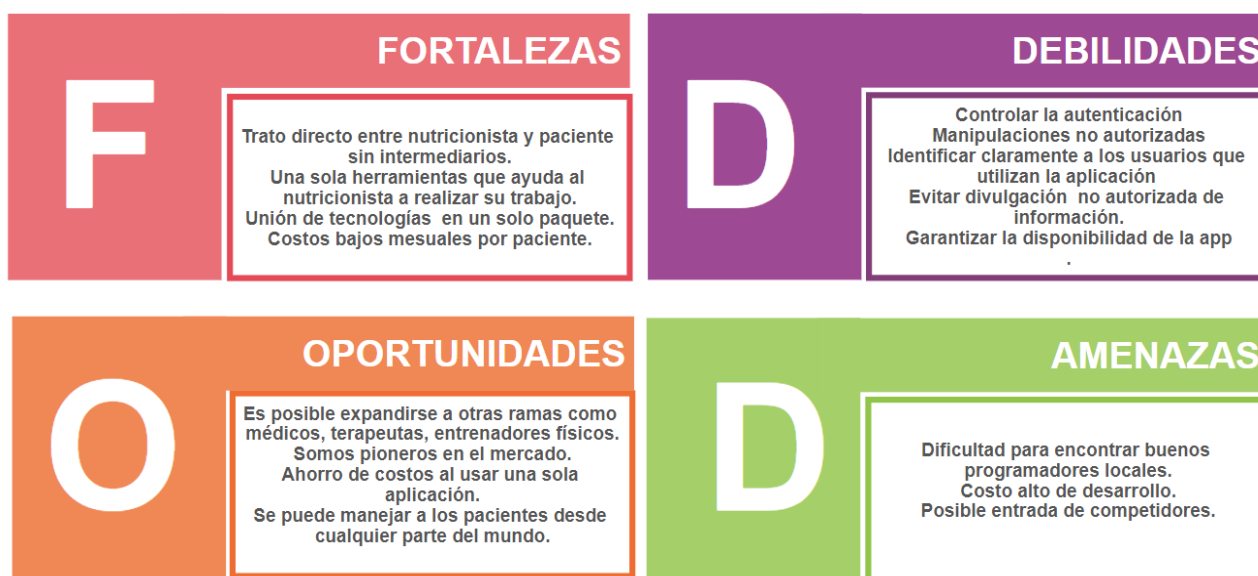 FORTALEZAS
F
Trato directo entre nutricionista y paciente
sin intermediarios.
Una sola herramientas que ayuda al
nutricionista a realizar su trabajo.
Unión de tecnologías en un solo paquete.
Costos bajos mesuales por paciente.
DEBILIDADES
D
Controlar la autenticación
Manipulaciones no autorizadas
Identificar claramente a los usuarios que
utilizan la aplicación
Evitar divulgación no autorizada de
información.
Garantizar la disponibilidad de la app
.
OPORTUNIDADES
O
Es posible expandirse a otras ramas como
médicos, terapeutas, entrenadores físicos.
Somos pioneros en el mercado.
Ahorro de costos al usar una sola
aplicación.
Se puede manejar a los pacientes desde
cualquier parte del mundo.
AMENAZAS
D
Dificultad para encontrar buenos
programadores locales.
Costo alto de desarrollo.
Posible entrada de competidores.